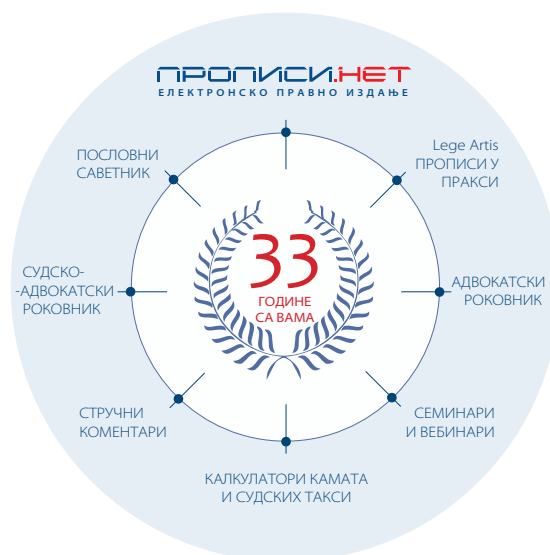 ПРОПИСИ.НЕТ
ЕЛЕКТРОНСКО ПРАВНО ИЗДАЊЕ
Lege Artis
ПРОПИСИ У
ПРАКСИ
АДВОКАТСКИ
РОКОВНИК
СЕМИНАРИ
И ВЕБИНАРИ
КАЛКУЛАТОРИ КАМАТА
И СУДСКИХ ТАКСИ
СТРУЧНИ
КОМЕНТАРИ
СУДСКО-
-АДВОКАТСКИ
РОКОВНИК
ПОСЛОВНИ
САВЕТНИК
33
ГОДИНЕ
СА ВАМА